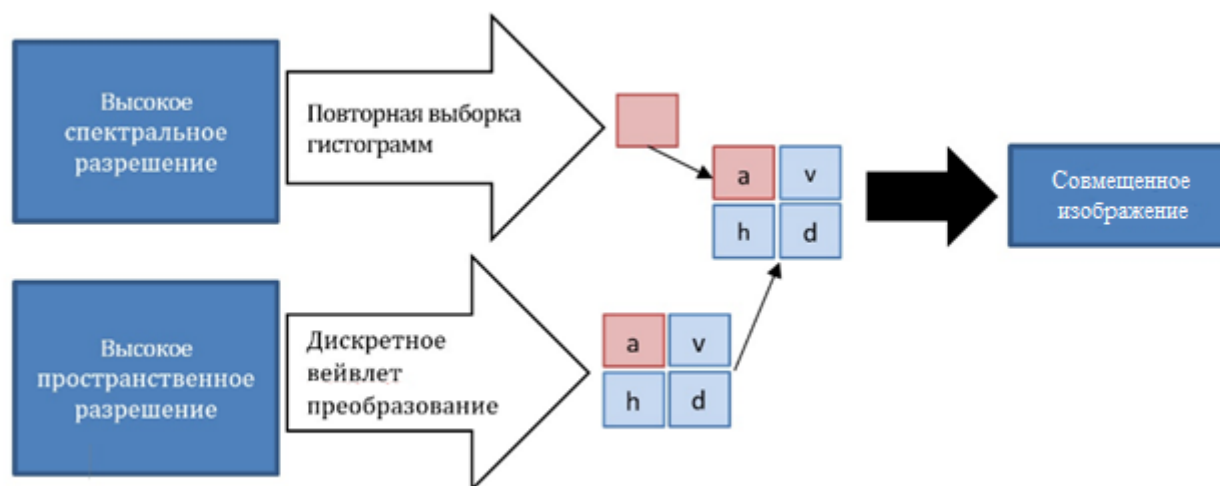 Высокое
спектральное
разрешение
Повторная выборка
гистограмм
a v
h d
Совмещенное
изображение
Высокое
пространственное
разрешение
Дискретное
вейвлет
преобразование
a v
h d